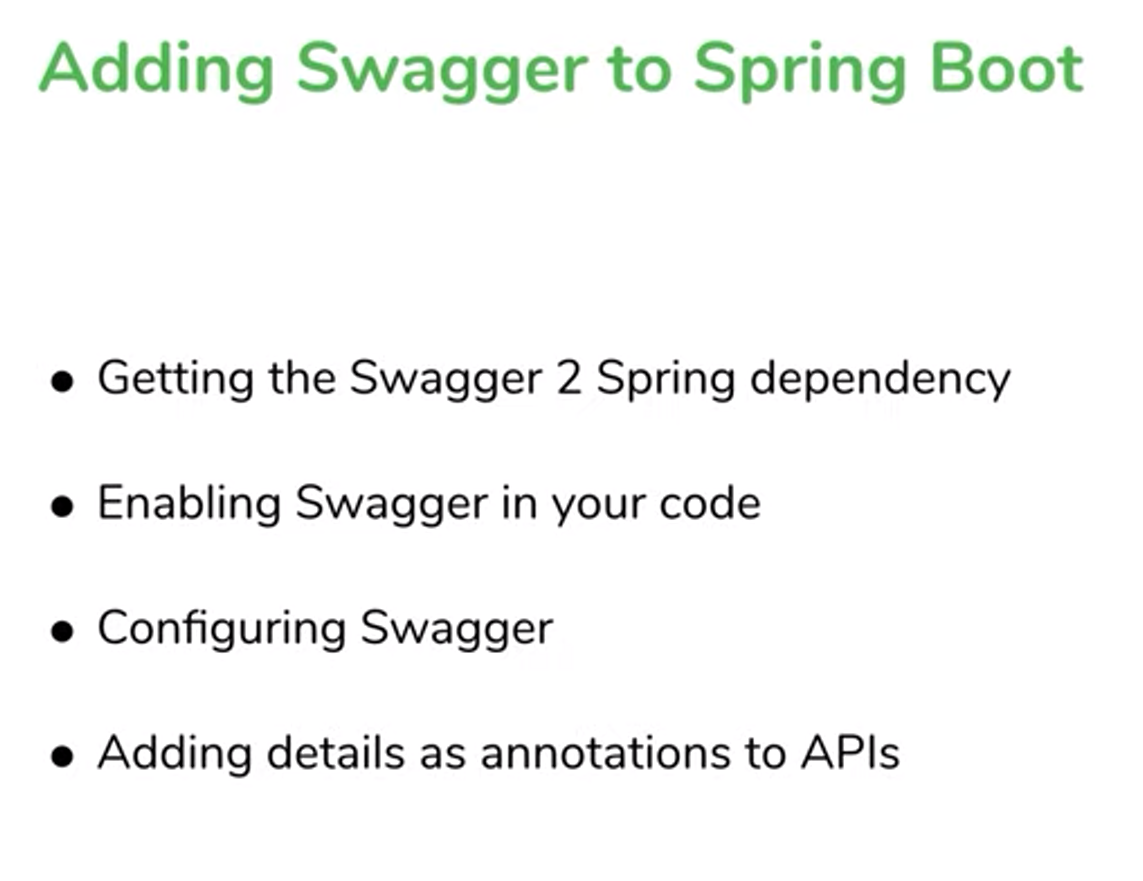 Adding Swagger to Spring Boot
● Getting the Swagger 2 Spring dependency
● Enabling Swagger in your code
● Configuring Swagger
● Adding details as annotations to APIs